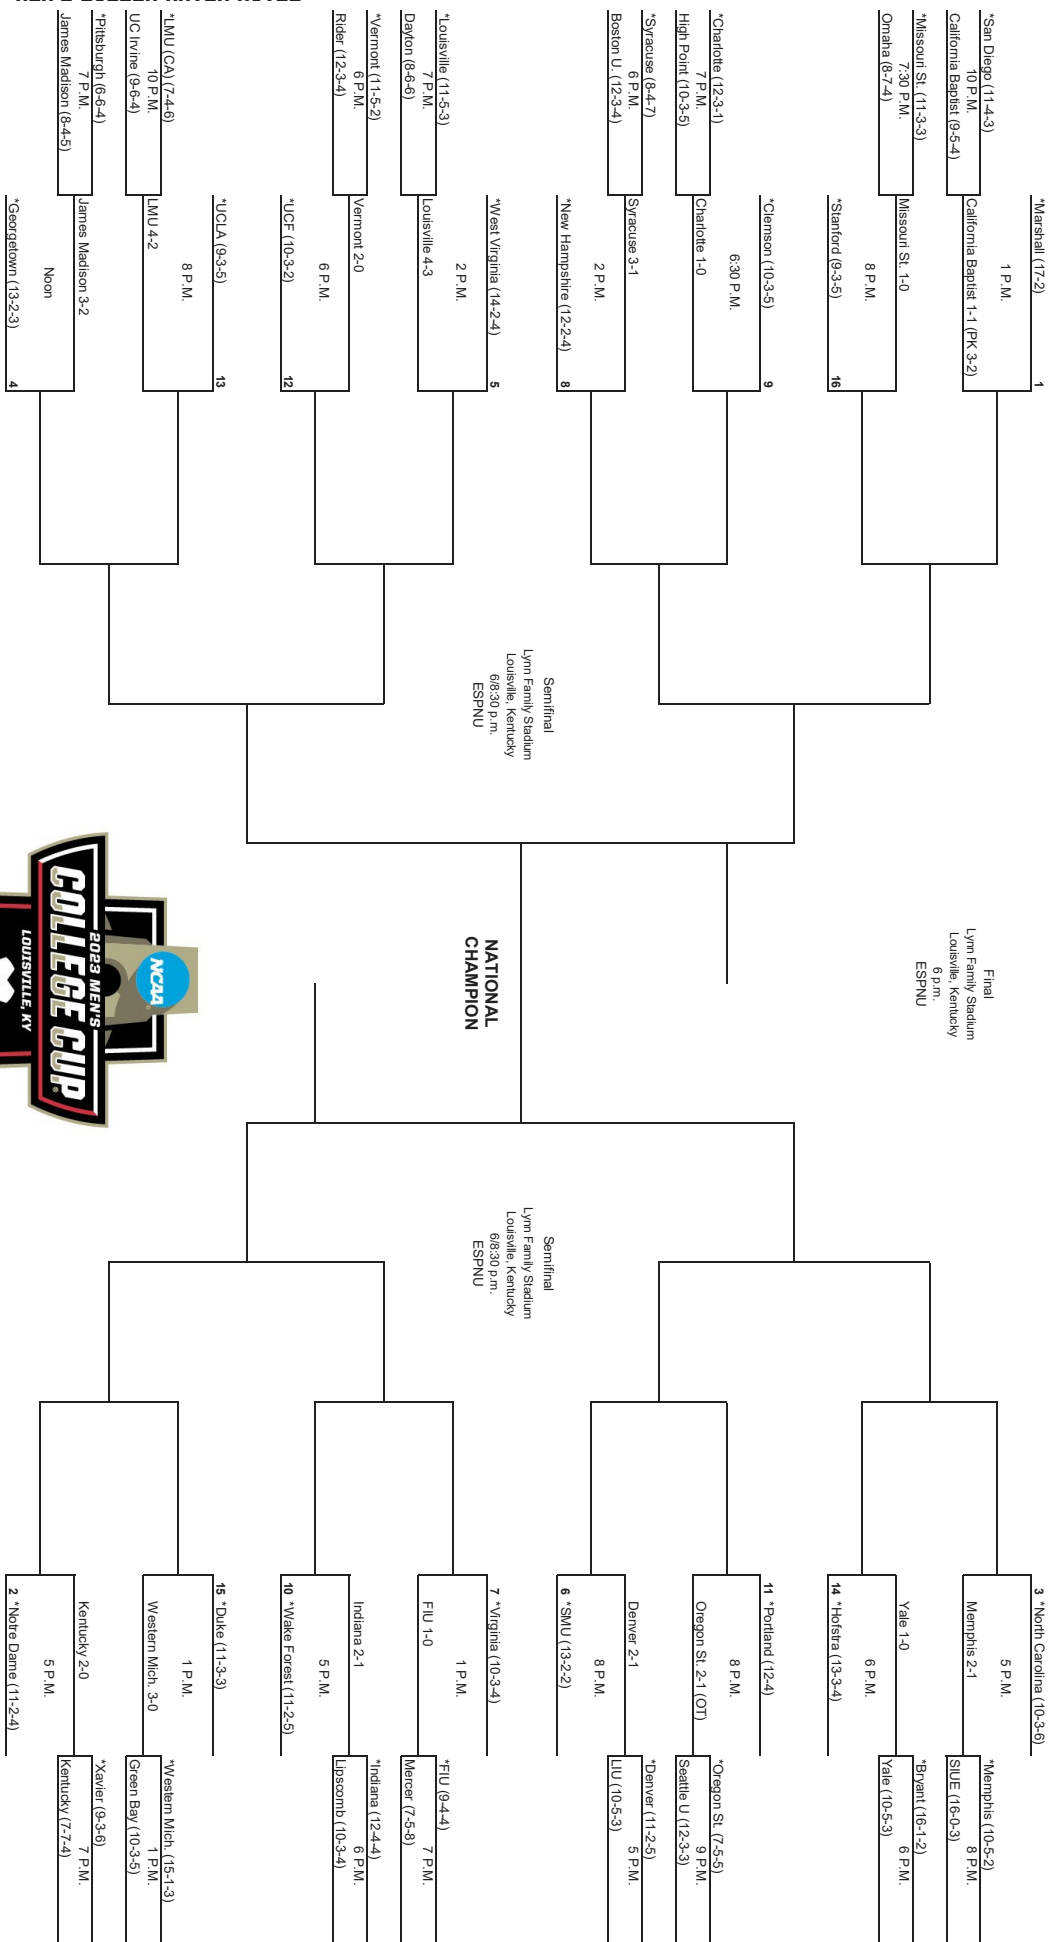 *San Diego (11-4-3)
10 P.M.
California Baptist (9-5-4)
*Missouri St. (11-3-3)
7:30 P.M.
Omaha (8-7-4)
*Charlotte (12-3-1)
7 P.M.
High Point (10-3-5)
*Syracuse (8-4-7)
6 P.M.
Boston U. (12-3-4)
*Louisville (11-5-3)
7 P.M.
Dayton (8-6-6)
*Vermont (11-5-2)
6 P.M.
Rider (12-3-4)
*LMU (CA) (7-4-6)
10 P.M.
UC Irvine (9-6-4)
*Pittsburgh (6-6-4)
7 P.M.
James Madison (8-4-5)
*Marshall (17-2) 1
1 P.M.
California Baptist 1-1 (PK 3-2)
Missouri St. 1-0
8 P.M.
*Stanford (9-3-5) 16
*Clemson (10-3-5) 9
6:30 P.M.
Charlotte 1-0
Syracuse 3-1
2 P.M.
*New Hampshire (12-2-4) 8
*West Virginia (14-2-4) 5
2 P.M.
Louisville 4-3
Vermont 2-0
6 P.M.
*UCF (10-3-2) 12
*UCLA (9-3-5) 13
8 P.M.
LMU 4-2
James Madison 3-2
Noon
*Georgetown (13-2-3) 4
Semifinal
Lynn Family Stadium
Louisville, Kentucky
6/8:30 p.m.
ESPNU
Final
Lynn Family Stadium
Louisville, Kentucky
6 p.m.
ESPNU
NATIONAL
CHAMPION
NCAA
2023 MEN'S
COLLEGE CUP
LOUISVILLE, KY
Semifinal
Lynn Family Stadium
Louisville, Kentucky
6/8:30 p.m.
ESPNU
3 *North Carolina (10-3-6)
5 P.M.
Memphis 2-1
Yale 1-0
6 P.M.
14 *Hofstra (13-3-4)
11 *Portland (12-4)
8 P.M.
Oregon St. 2-1 (OT)
Denver 2-1
8 P.M.
6 *SMU (13-2-2)
7 *Virginia (10-3-4)
1 P.M.
FIU 1-0
Indiana 2-1
5 P.M.
10 *Wake Forest (11-2-5)
15 *Duke (11-3-3)
1 P.M.
Western Mich. 3-0
Kentucky 2-0
5 P.M.
2 *Notre Dame (11-2-4)
*Memphis (10-5-2)
8 P.M.
SIUE (16-0-3)
*Bryant (16-1-2)
6 P.M.
Yale (10-5-3)
*Oregon St. (7-5-5)
9 P.M.
Seattle U (12-3-3)
*Denver (11-2-5)
5 P.M.
LIU (10-5-3)
*FIU (9-4-4)
7 P.M.
Mercer (7-5-8)
*Indiana (12-4-4)
6 P.M.
Lipscomb (10-3-4)
*Western Mich. (15-1-3)
1 P.M.
Green Bay (10-3-5)
*Xavier (9-3-6)
7 P.M.
Kentucky (7-7-4)